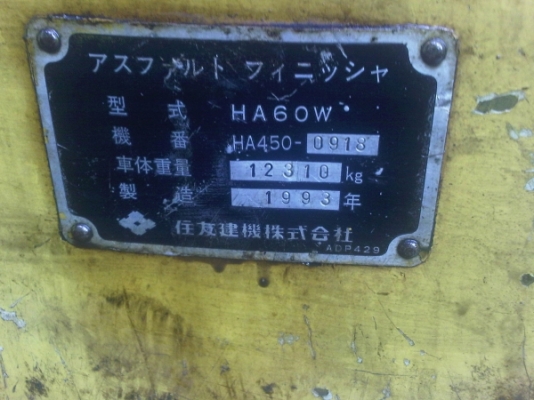 アスファルト フィニッシャ
型式 HA60W
機番 HA450-0918
車体重量 12310 kg
製造 1993 年
住友建機株式会社
ADP429